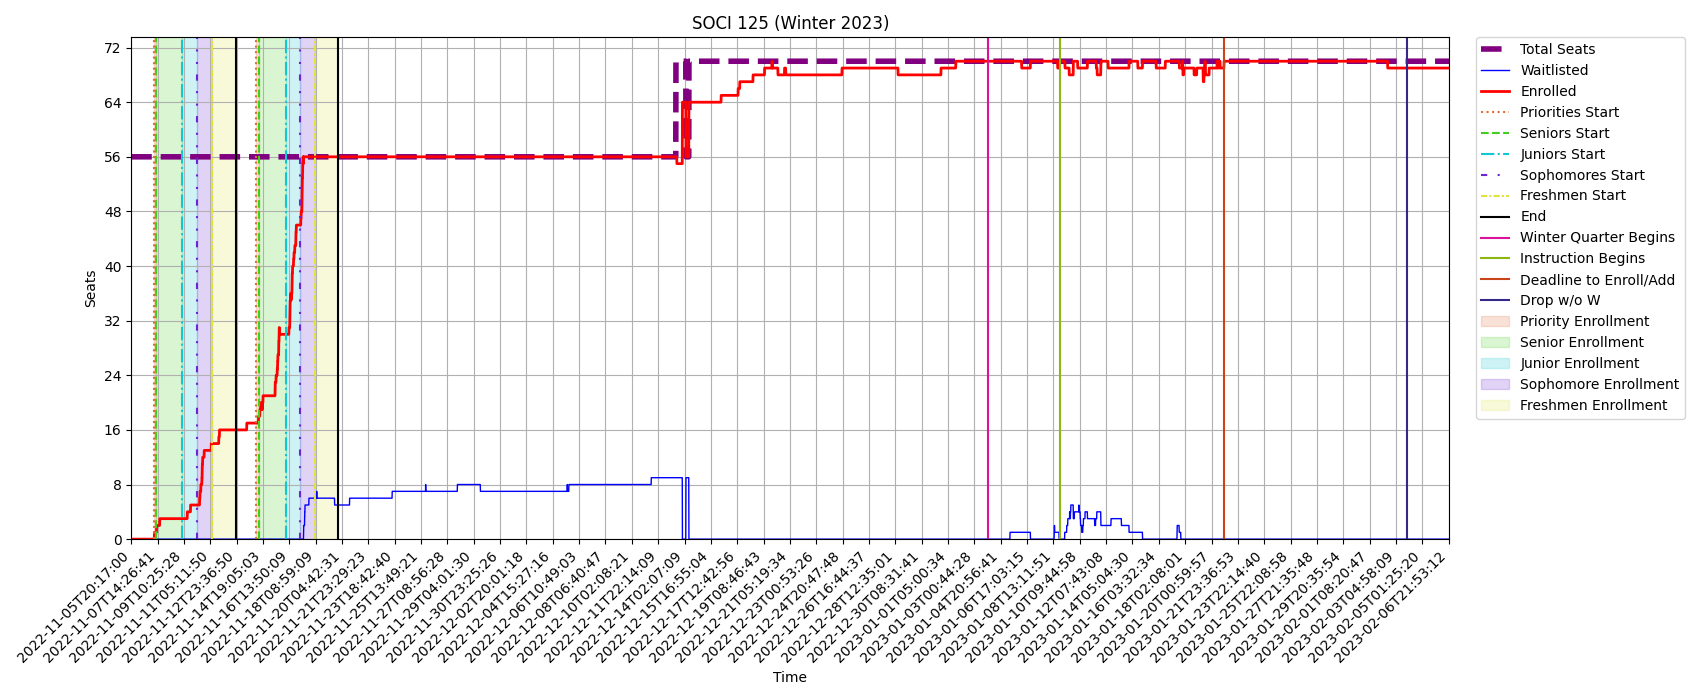 SOCI 125 (Winter 2023)
72
64
56
48
40
32
24
16
8
0
Seats
2022-11-05T20:17:00
2022-11-07T14:26:41
2022-11-09T10:25:28
2022-11-11T05:11:50
2022-11-12T23:36:50
2022-11-14T19:05:03
2022-11-16T13:50:09
2022-11-18T08:59:09
2022-11-20T04:42:31
2022-11-21T23:29:23
2022-11-23T18:42:40
2022-11-25T13:49:21
2022-11-27T08:56:28
2022-11-29T04:01:30
2022-11-30T23:25:26
2022-12-02T20:01:18
2022-12-04T15:27:16
2022-12-06T10:49:03
2022-12-08T06:40:47
2022-12-10T02:08:21
2022-12-11T22:14:09
2022-12-14T02:07:09
2022-12-15T16:55:04
2022-12-17T12:42:56
2022-12-19T08:46:43
2022-12-21T05:19:34
2022-12-23T00:53:26
2022-12-24T20:47:48
2022-12-26T16:44:37
2022-12-28T12:35:01
2022-12-30T08:31:41
2023-01-01T05:00:34
2023-01-03T00:44:28
2023-01-04T20:56:41
2023-01-06T17:03:15
2023-01-08T13:11:51
2023-01-10T09:44:58
2023-01-12T07:43:08
2023-01-14T05:04:30
2023-01-16T03:32:34
2023-01-18T02:08:01
2023-01-20T00:59:57
2023-01-21T23:36:53
2023-01-23T22:14:40
2023-01-25T22:08:58
2023-01-27T21:35:48
2023-01-29T20:35:54
2023-02-01T08:20:47
2023-02-03T04:58:09
2023-02-05T01:25:20
2023-02-06T21:53:12
Time
Total Seats
Waitlisted
Enrolled
Priorities Start
Seniors Start
Juniors Start
Sophomores Start
Freshmen Start
End
Winter Quarter Begins
Instruction Begins
Deadline to Enroll/Add
Drop w/o W
Priority Enrollment
Senior Enrollment
Junior Enrollment
Sophomore Enrollment
Freshmen Enrollment